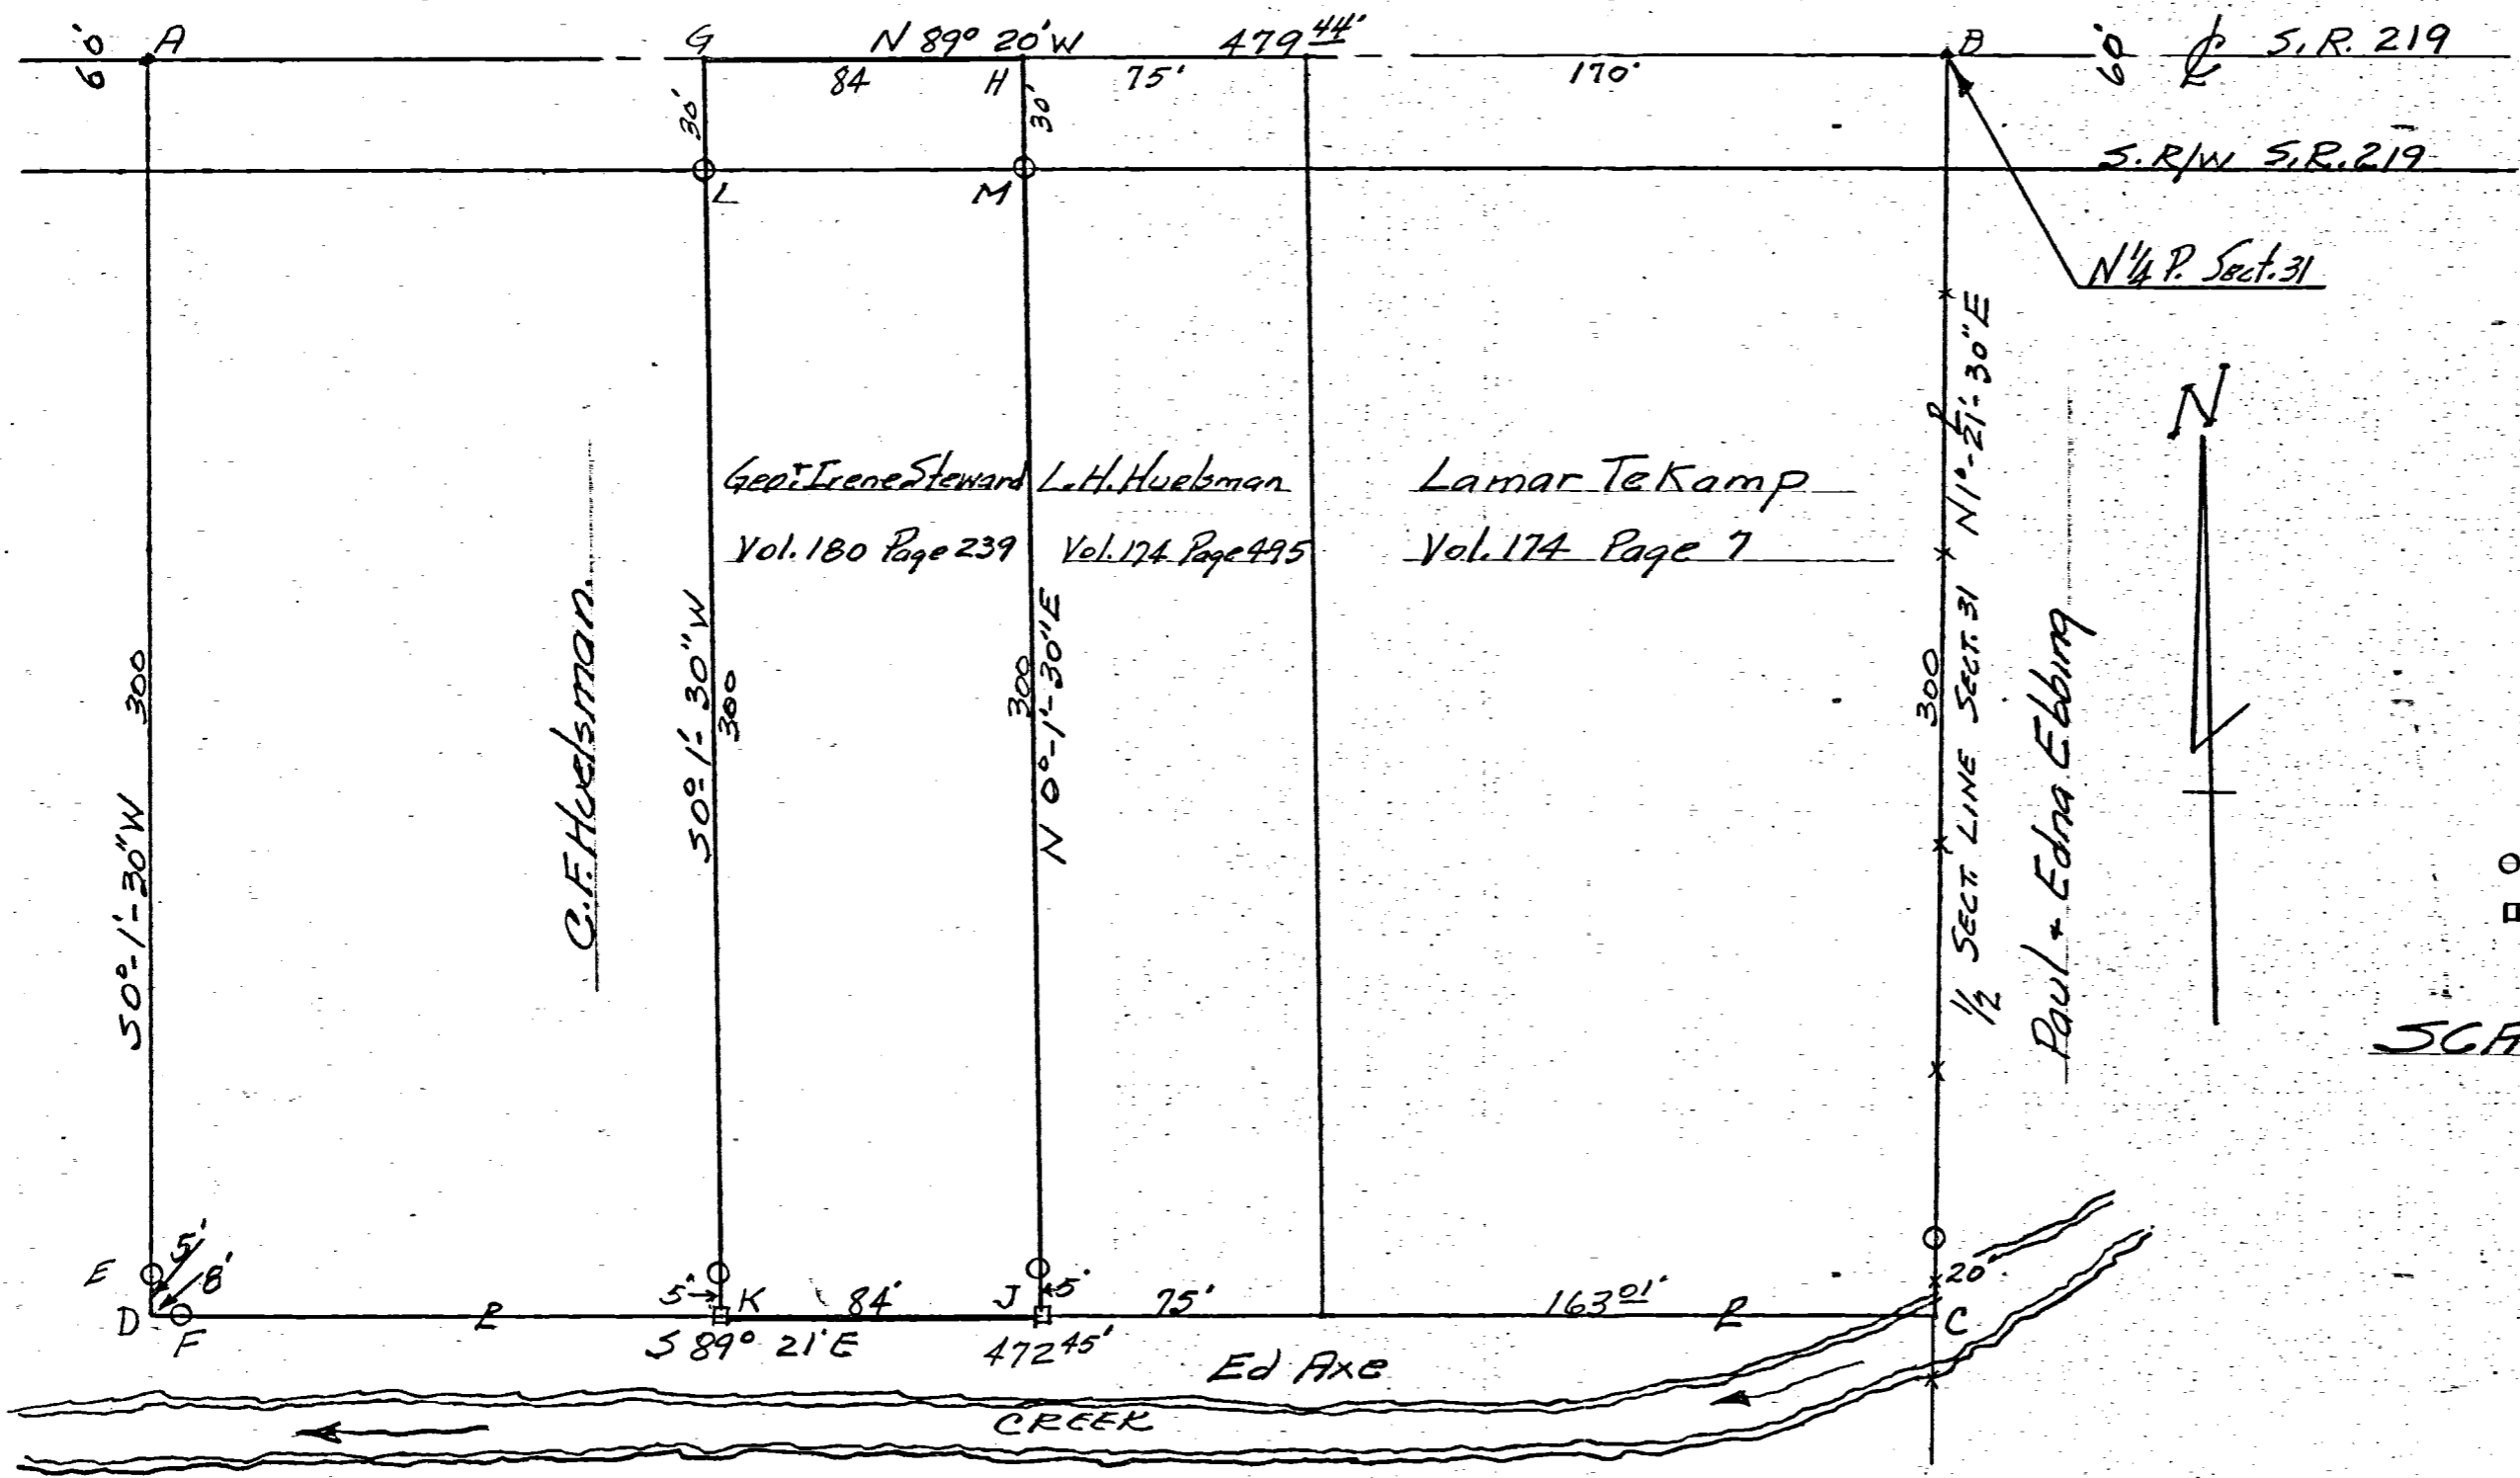 60' A G N 89° 20' W 479 44' B 60' ℄ S.R. 219
84 H 75' 170'
30' 30'
S. R/W S.R. 219
L M
N 1/4 P. Sect. 31
N
Geo & Irene Steward L.H. Huelsman Lamar TeKamp
Vol. 180 Page 239 Vol. 174 Page 495 Vol. 174 Page 7
S0°-1'-30"W 300
C.F. Huelsman
S0°-1'-30"W
300
300
N 0°-1'-30"E
300
1/2 SECT. LINE SECT. 31 N1°-21'-30"E
Paul + Edna Ebbing
SCA
E 5' 8'
D F
5' K 84' J 5' 75' 163 01' 20' C
S 89° 21' E 472 45'
Ed Axe
CREEK